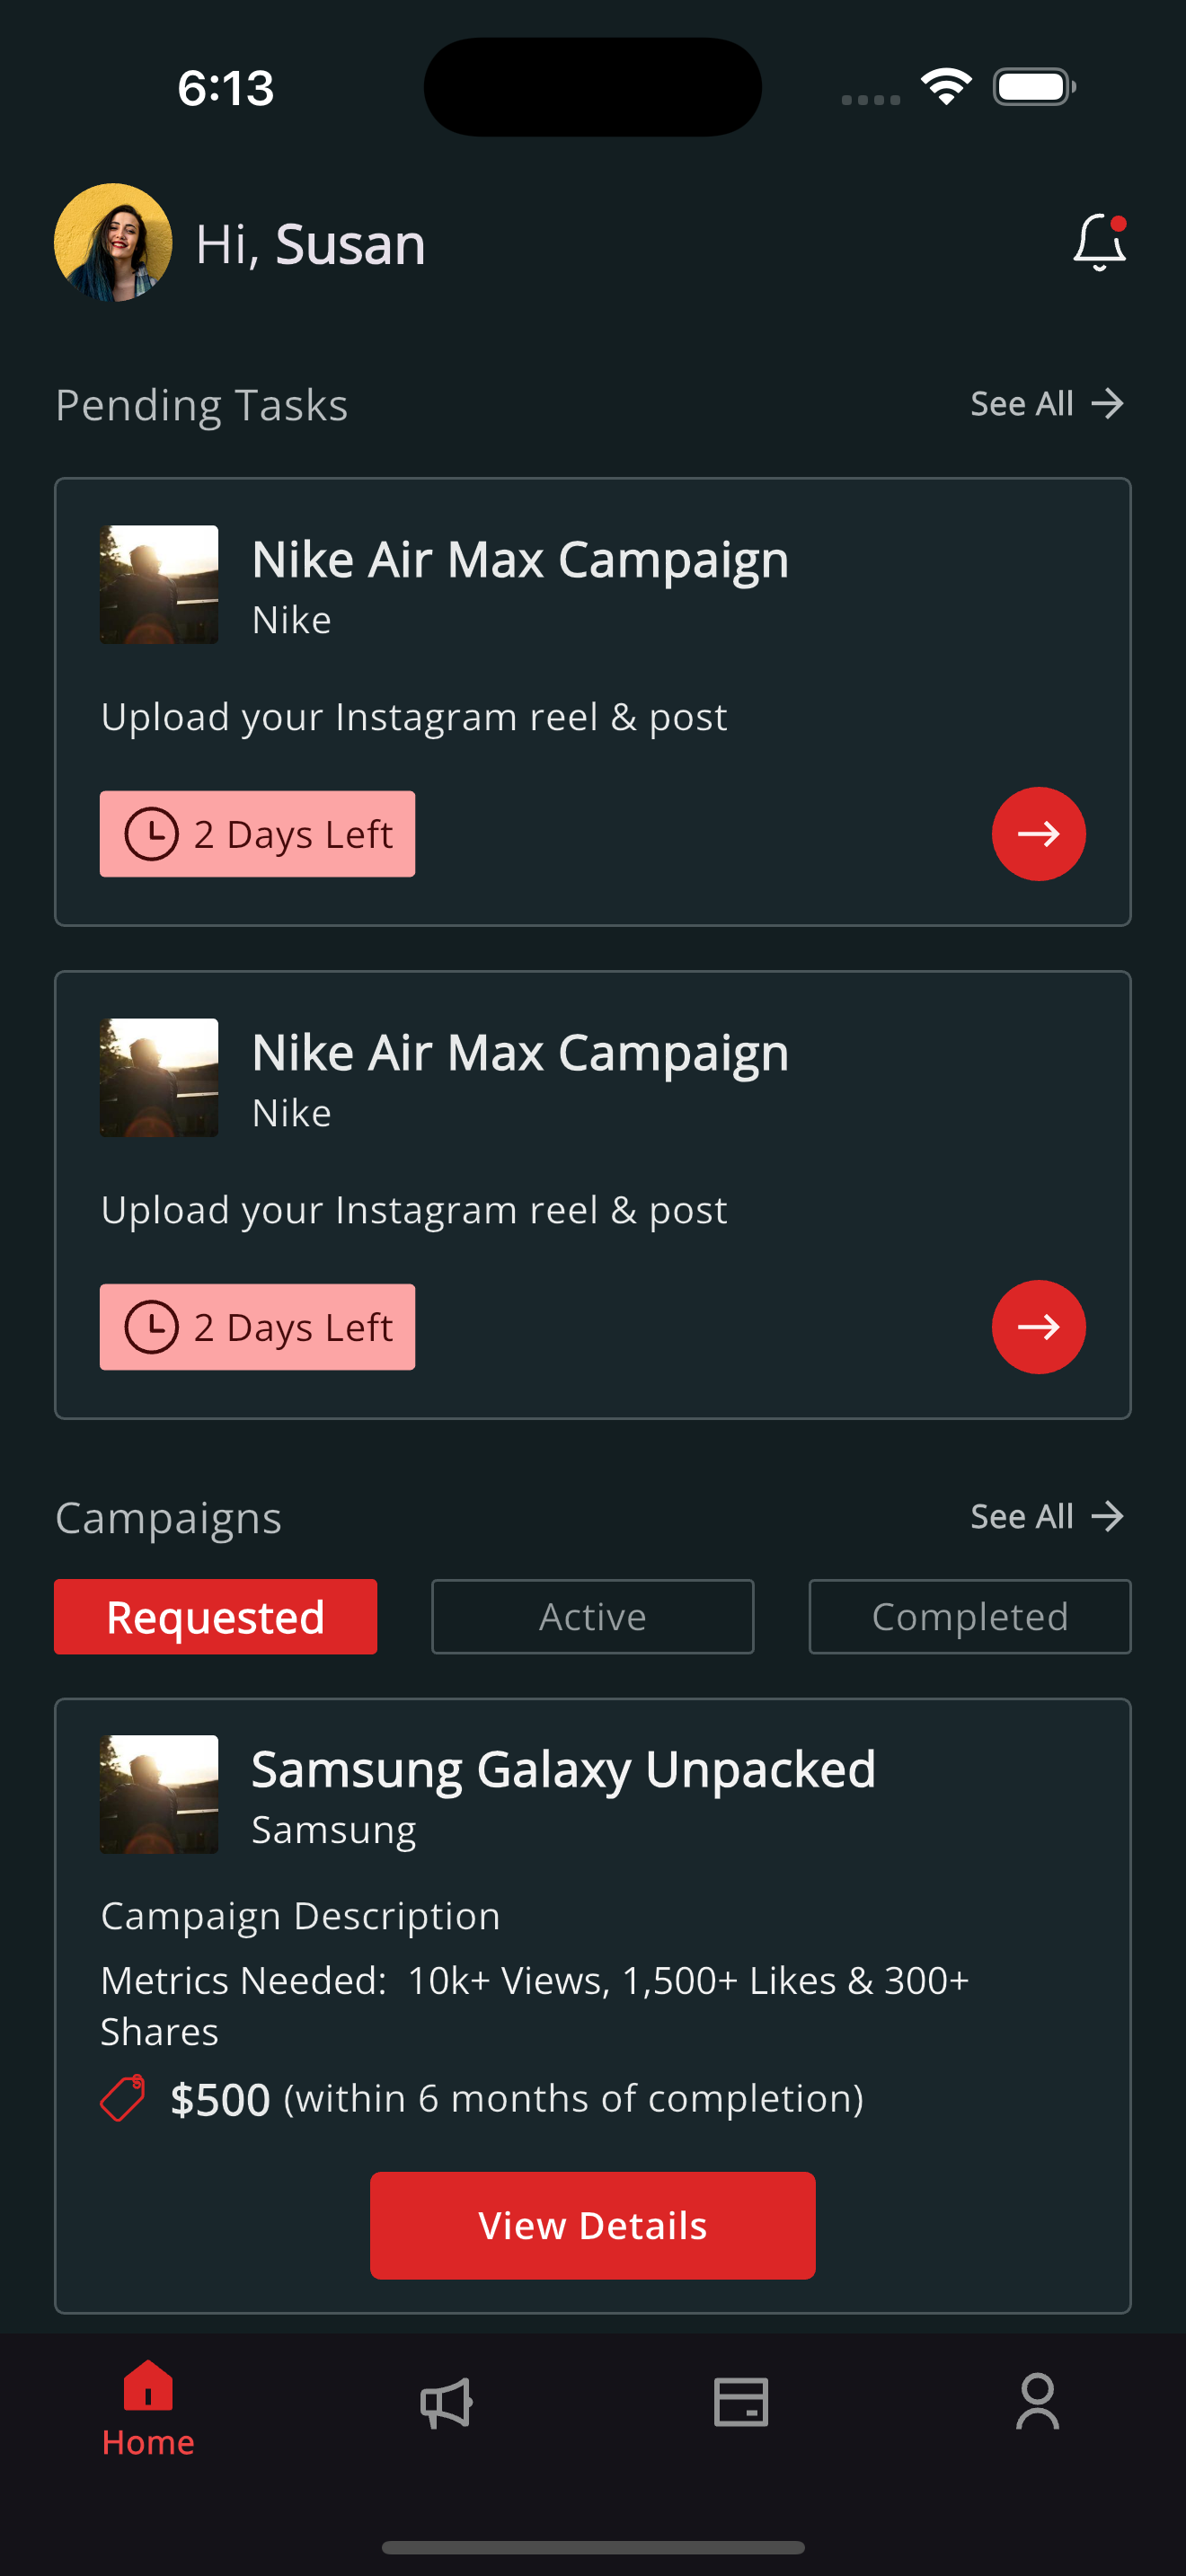 6:13
Hi, Susan
Pending Tasks
See All
Nike Air Max Campaign
Nike
Upload your Instagram reel & post
2 Days Left
Nike Air Max Campaign
Nike
Upload your Instagram reel & post
2 Days Left
Campaigns
See All
Requested
Active
Completed
Samsung Galaxy Unpacked
Samsung
Campaign Description
Metrics Needed:  10k+ Views, 1,500+ Likes & 300+
Shares
$500 (within 6 months of completion)
View Details
Home